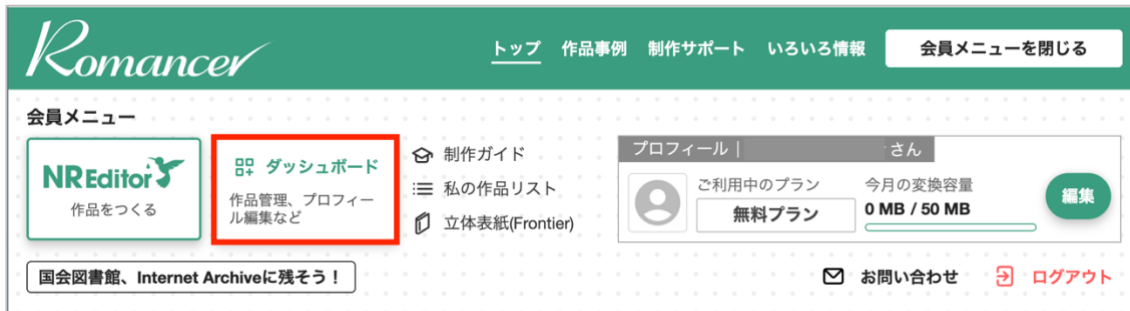 Romancer
トップ 作品事例 制作サポート いろいろ情報 会員メニューを閉じる
会員メニュー
NREditor
作品をつくる
ダッシュボード
作品管理、プロフィー
ル編集など
制作ガイド
私の作品リスト
立体表紙(Frontier)
プロフィール | さん
ご利用中のプラン
無料プラン
今月の変換容量
0 MB / 50 MB
編集
国会図書館、Internet Archiveに残そう！
お問い合わせ ログアウト